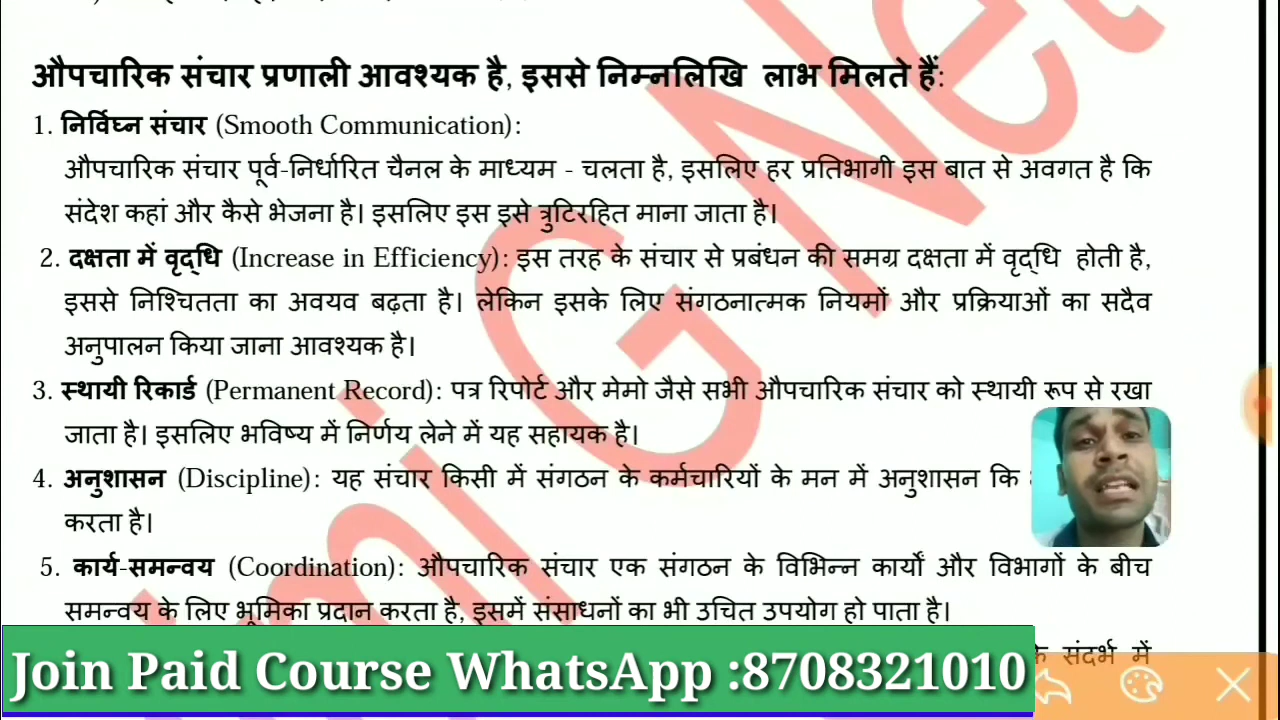 औपचारिक संचार प्रणाली आवश्यक है, इससे निम्नलिखि लाभ मिलते हैं:
1. निर्विघ्न संचार (Smooth Communication):
औपचारिक संचार पूर्व-निर्धारित चैनल के माध्यम - चलता है, इसलिए हर प्रतिभागी इस बात से अवगत है कि
संदेश कहां और कैसे भेजना है। इसलिए इस इसे त्रुटिरहित माना जाता है।
2. दक्षता में वृद्धि (Increase in Efficiency): इस तरह के संचार से प्रबंधन की समग्र दक्षता में वृद्धि होती है,
इससे निश्चितता का अवयव बढ़ता है। लेकिन इसके लिए संगठनात्मक नियमों और प्रक्रियाओं का सदैव
अनुपालन किया जाना आवश्यक है।
3. स्थायी रिकार्ड (Permanent Record): पत्र रिपोर्ट और मेमो जैसे सभी औपचारिक संचार को स्थायी रूप से रखा
जाता है। इसलिए भविष्य में निर्णय लेने में यह सहायक है।
4. अनुशासन (Discipline): यह संचार किसी में संगठन के कर्मचारियों के मन में अनुशासन कि
करता है।
5. कार्य-समन्वय (Coordination): औपचारिक संचार एक संगठन के विभिन्न कार्यों और विभागों के बीच
समन्वय के लिए भूमिका प्रदान करता है, इसमें संसाधनों का भी उचित उपयोग हो पाता है।
के संदर्भ में
Join Paid Course WhatsApp :8708321010